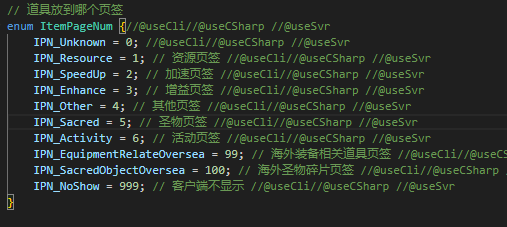 // 道具放到哪个页签
enum ItemPageNum {//@useCli//@useCSharp //@useSvr
IPN_Unknown = 0; //@useCli//@useCSharp //@useSvr
IPN_Resource = 1; // 资源页签 //@useCli//@useCSharp //@useSvr
IPN_SpeedUp = 2; // 加速页签 //@useCli//@useCSharp //@useSvr
IPN_Enhance = 3; // 增益页签 //@useCli//@useCSharp //@useSvr
IPN_Other = 4; // 其他页签 //@useCli//@useCSharp //@useSvr
IPN_Sacred = 5; // 圣物页签 //@useCli//@useCSharp //@useSvr
IPN_Activity = 6; // 活动页签 //@useCli//@useCSharp //@useSvr
IPN_EquipmentRelateOversea = 99; // 海外装备相关道具页签 //@useCli//@useCSharp
IPN_SacredObjectOversea = 100; // 海外圣物碎片页签 //@useCli//@useCSharp /
IPN_NoShow = 999; // 客户端不显示 //@useCli//@useCSharp //@useSvr
}